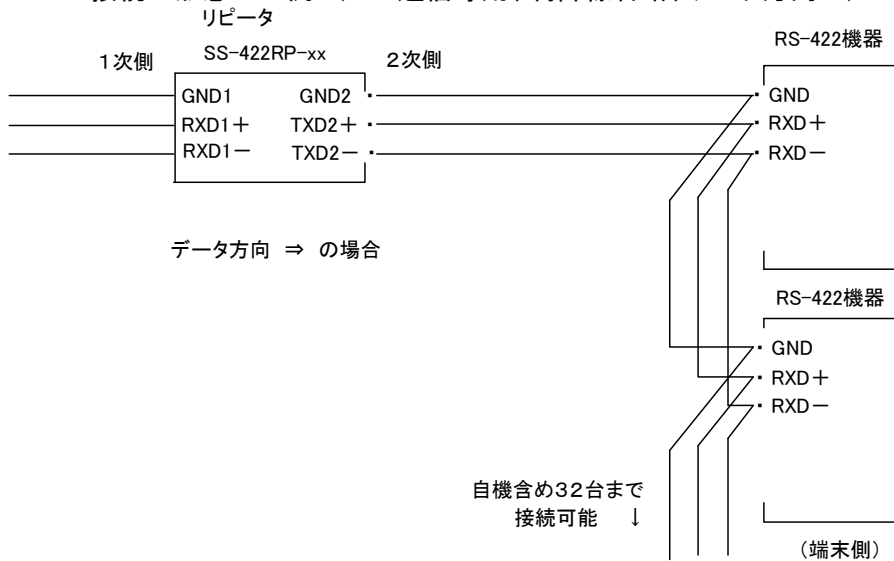 リピータ
1次側
SS-422RP-xx
2次側
RS-422機器
GND1
GND2
GND
RXD1+
TXD2+
RXD+
RXD1-
TXD2-
RXD-
データ方向 ⇒ の場合
RS-422機器
GND
RXD+
RXD-
自機含め32台まで
接続可能 ↓
(端末側)